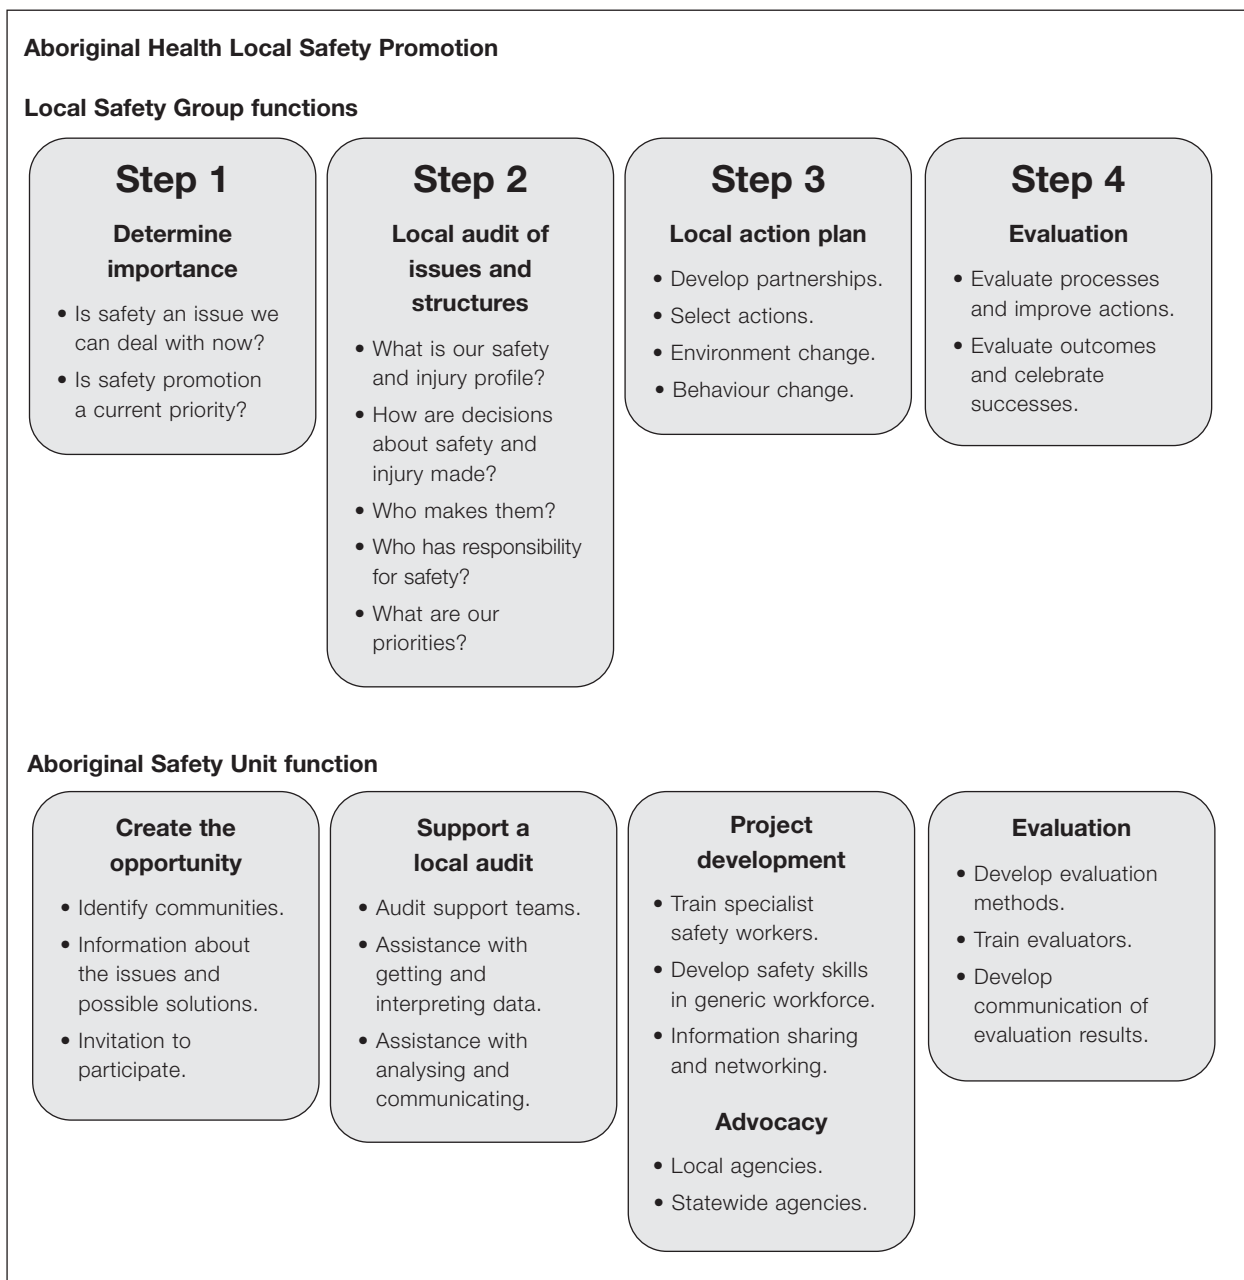 Aboriginal Health Local Safety Promotion
Local Safety Group functions
Step 1
Determine
importance
• Is safety an issue we
can deal with now?
• Is safety promotion
a current priority?
Step 2
Local audit of
issues and
structures
• What is our safety
and injury profile?
• How are decisions
about safety and
injury made?
• Who makes them?
• Who has responsibility
for safety?
• What are our
priorities?
Step 3
Local action plan
• Develop partnerships.
• Select actions.
• Environment change.
• Behaviour change.
Step 4
Evaluation
• Evaluate processes
and improve actions.
• Evaluate outcomes
and celebrate
successes.
Aboriginal Safety Unit function
Create the
opportunity
• Identify communities.
• Information about
the issues and
possible solutions.
• Invitation to
participate.
Support a
local audit
• Audit support teams.
• Assistance with
getting and
interpreting data.
• Assistance with
analysing and
communicating.
Project
development
• Train specialist
safety workers.
• Develop safety skills
in generic workforce.
• Information sharing
and networking.
Advocacy
• Local agencies.
• Statewide agencies.
Evaluation
• Develop evaluation
methods.
• Train evaluators.
• Develop
communication of
evaluation results.